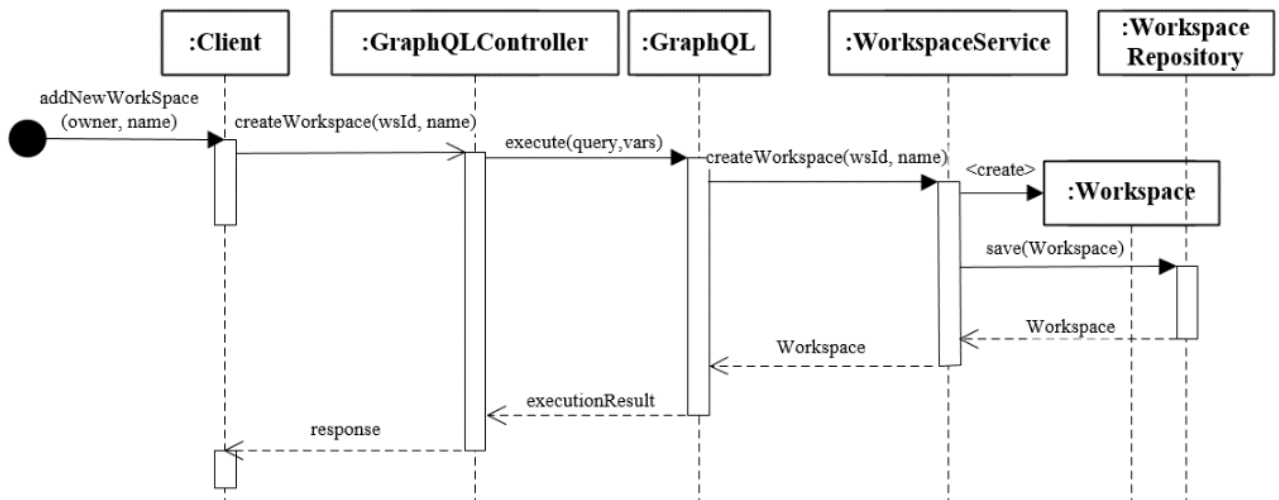 :Client
:GraphQLController
:GraphQL
:WorkspaceService
:Workspace
Repository
addNewWorkSpace
(owner, name)
createWorkspace(wsId, name)
execute(query,vars)
createWorkspace(wsId, name)
<create>
:Workspace
save(Workspace)
Workspace
Workspace
executionResult
response